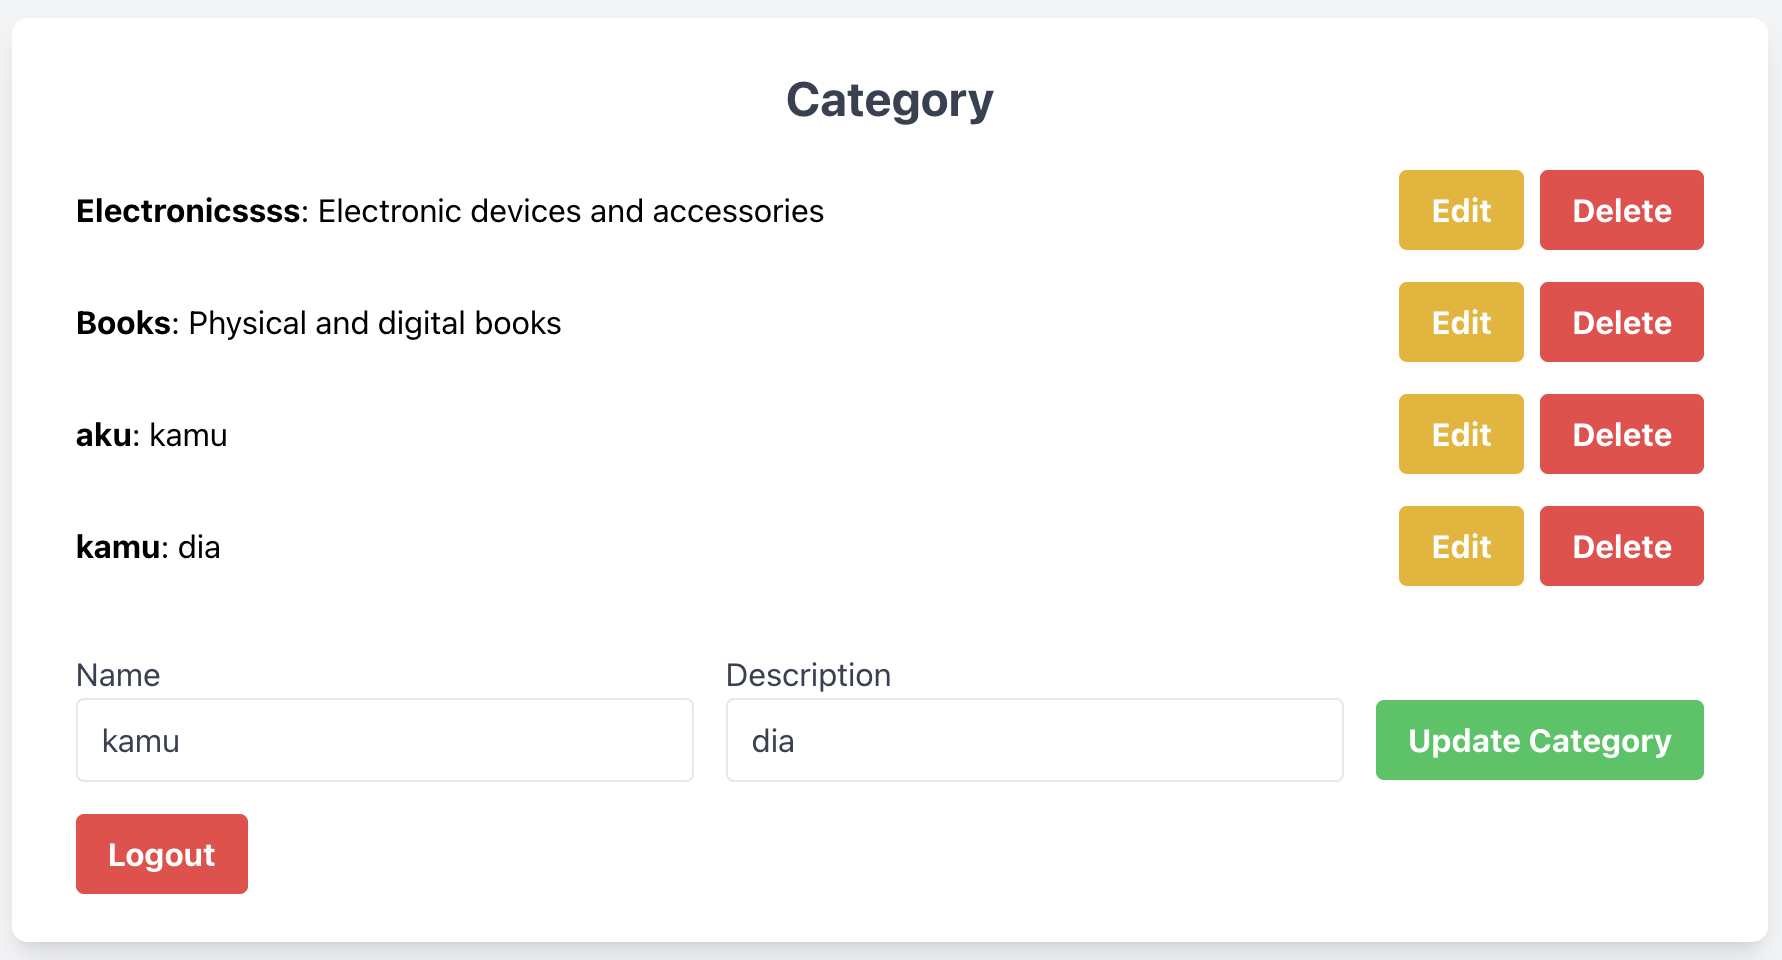 Category
Electronicssss: Electronic devices and accessories Edit Delete
Books: Physical and digital books Edit Delete
aku: kamu Edit Delete
kamu: dia Edit Delete
Name Description
kamu dia Update Category
Logout